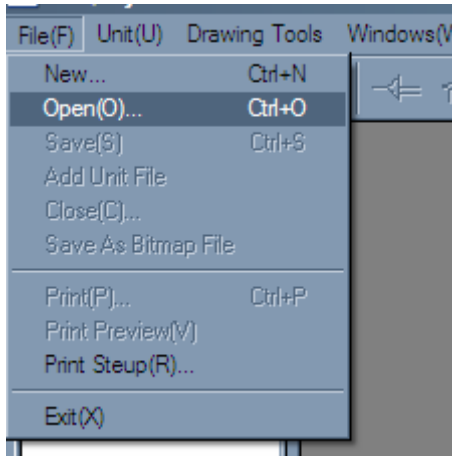 File(F) Unit(U) Drawing Tools Windows(W
New... Ctrl+N
Open(O)... Ctrl+O
Save(S) Ctrl+S
Add Unit File
Close(C)...
Save As Bitmap File
Print(P)... Ctrl+P
Print Preview(V)
Print Steup(R)...
Exit(X)